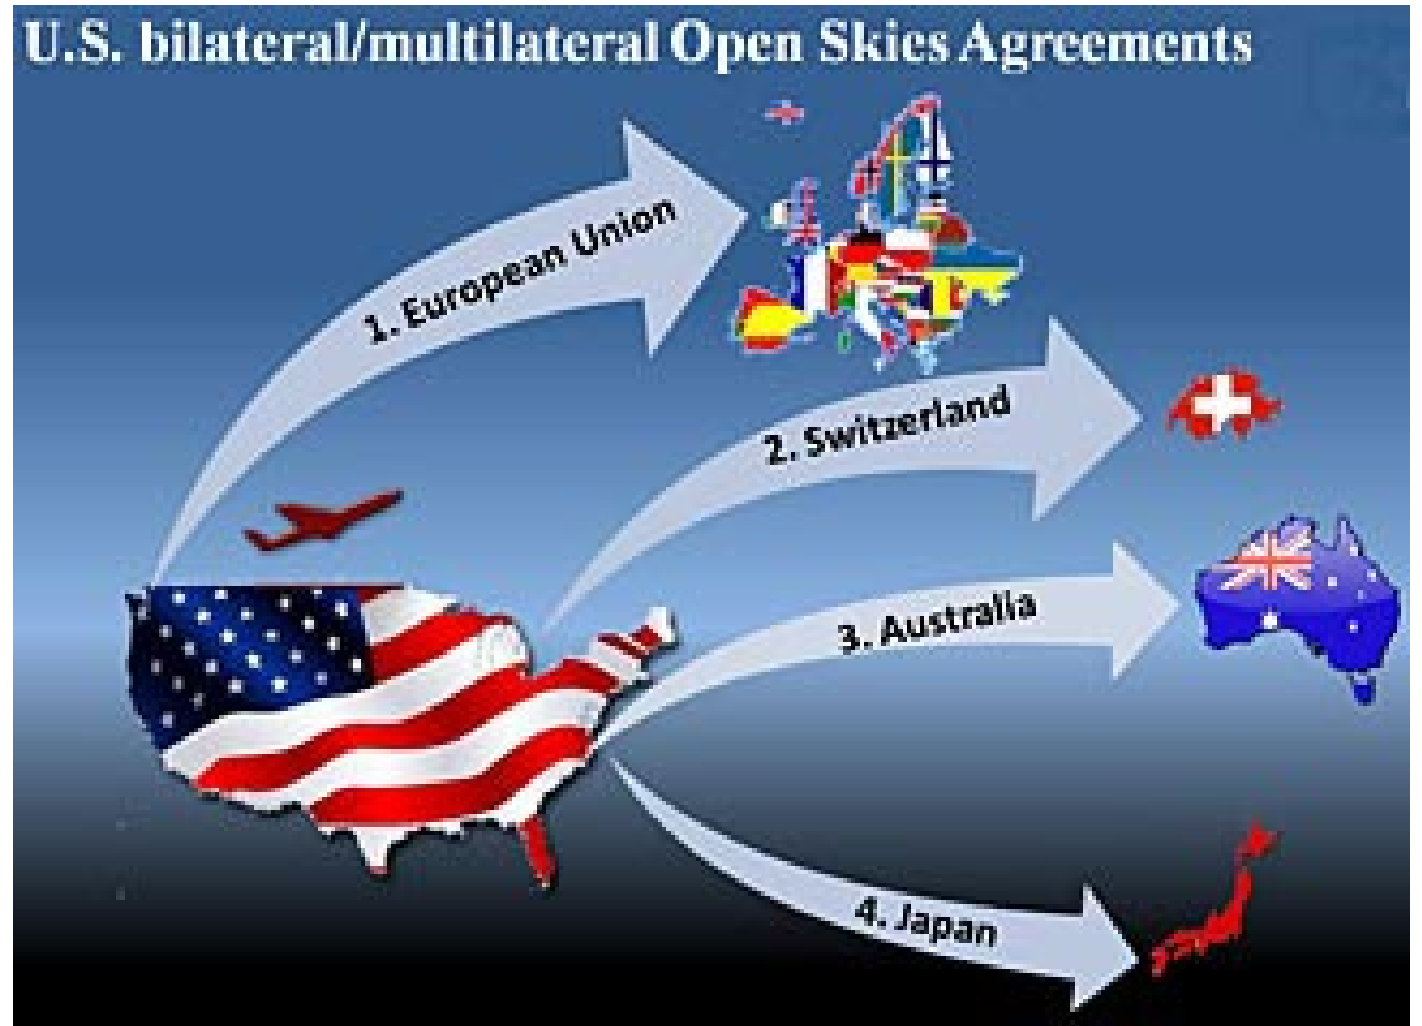 U.S. bilateral/multilateral Open Skies Agreements
1. European Union
2. Switzerland
3. Australia
4. Japan